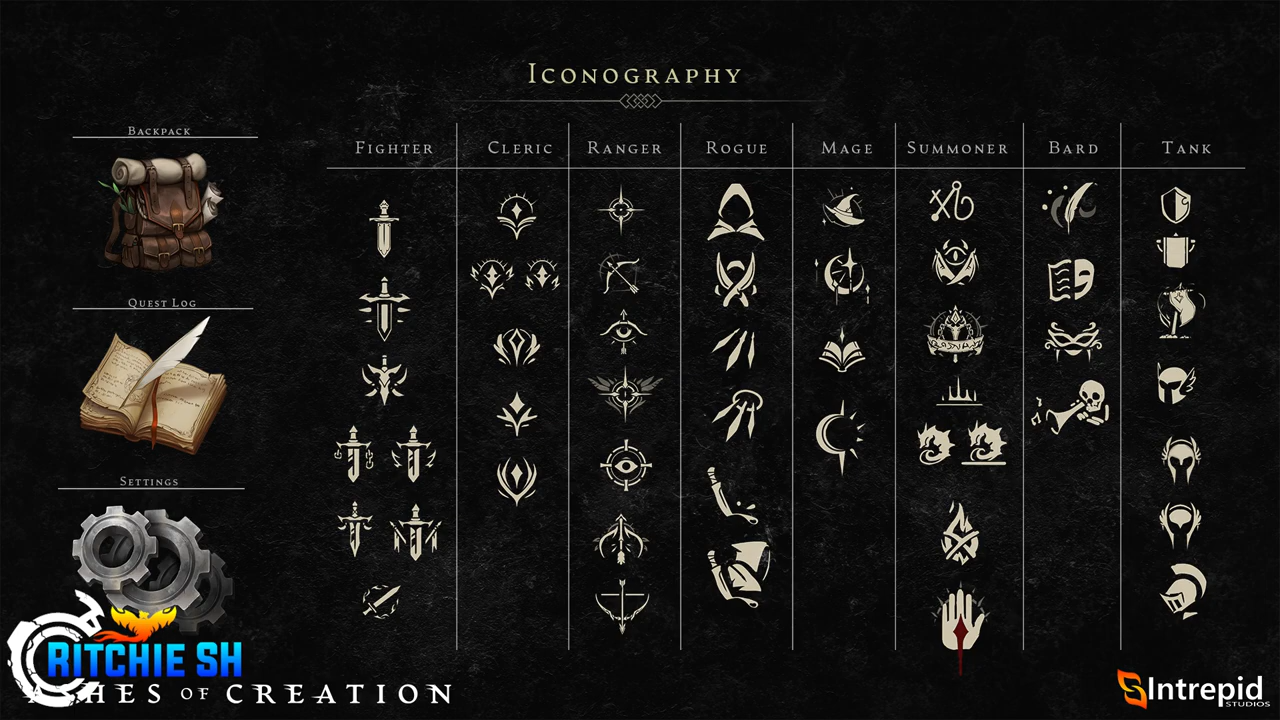 ICONOGRAPHY
BACKPACK
FIGHTER CLERIC RANGER ROGUE MAGE SUMMONER BARD TANK
QUEST LOG
SETTINGS
RITCHIE SH
ASHES OF CREATION
Intrepid
STUDIOS